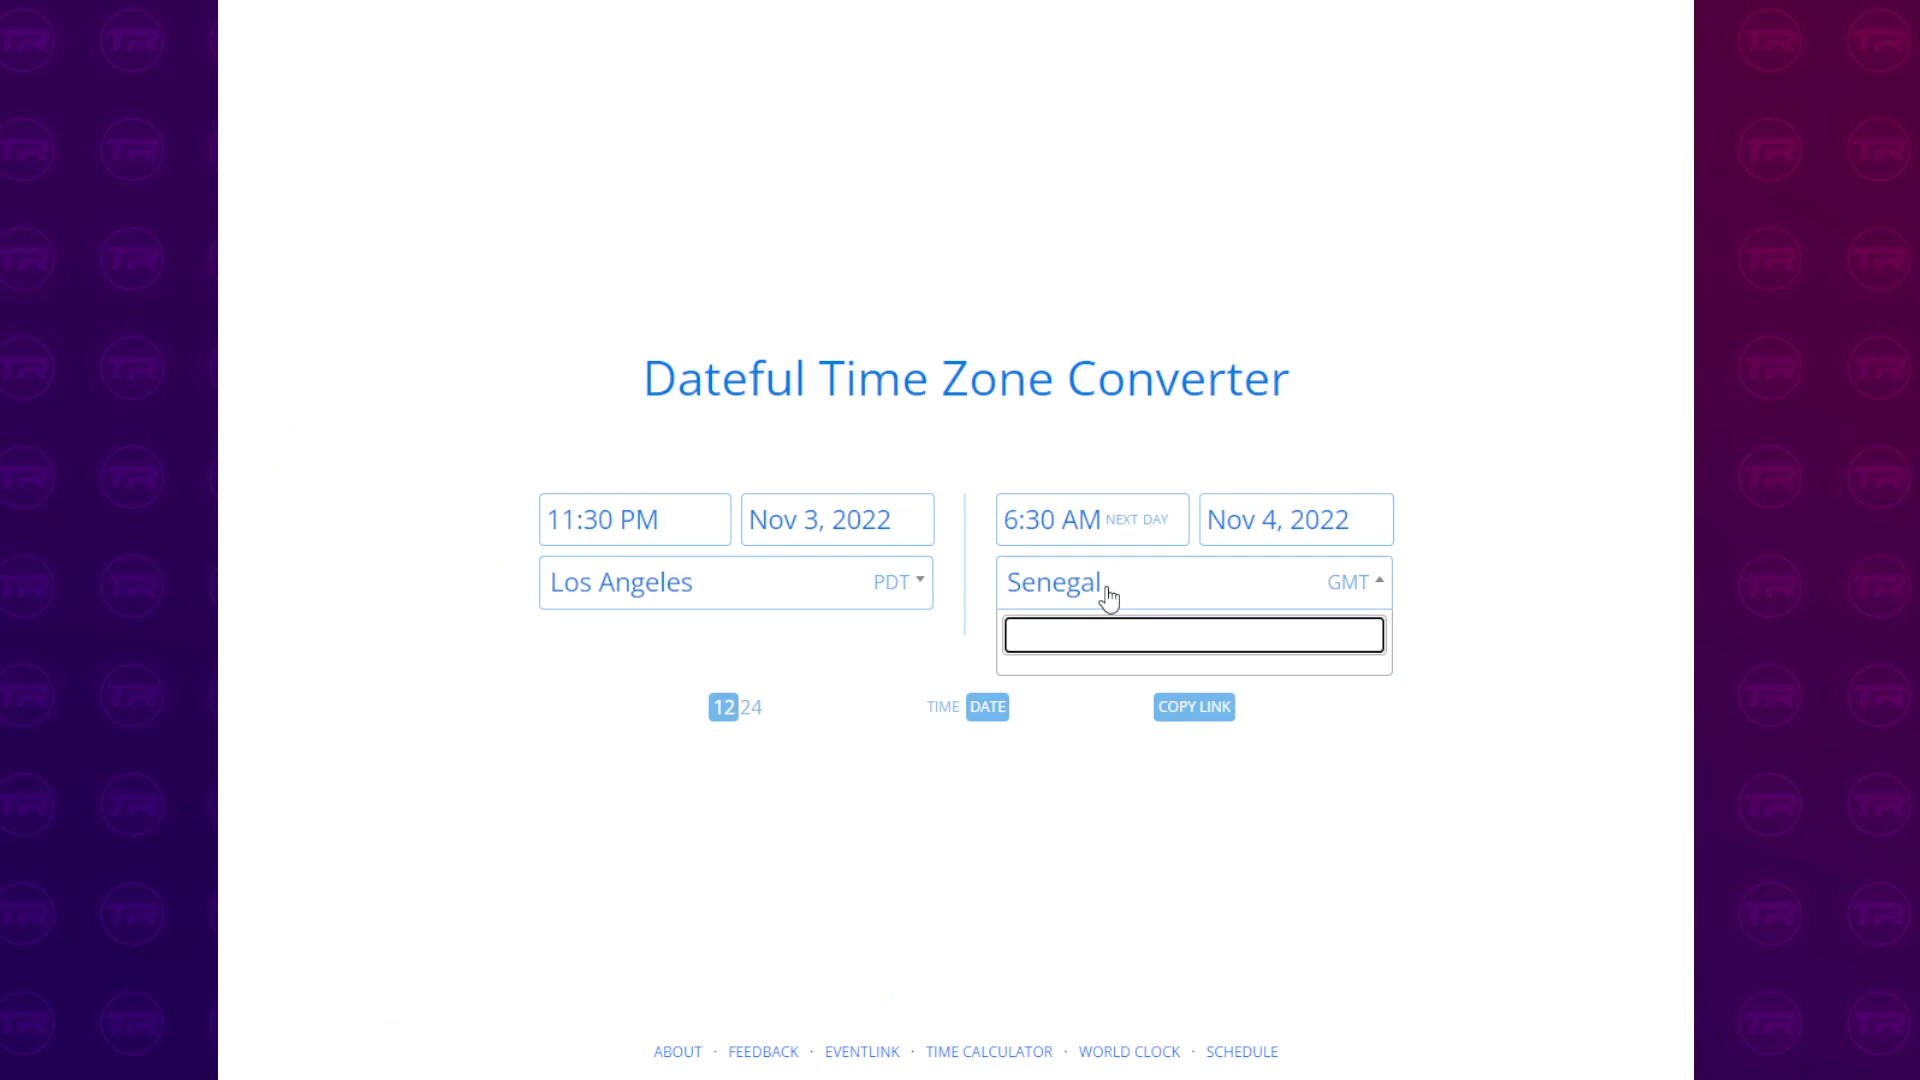 Dateful Time Zone Converter
11:30 PM Nov 3, 2022 6:30 AM NEXT DAY Nov 4, 2022
Los Angeles PDT Senegal GMT
12 24 TIME DATE COPY LINK
ABOUT · FEEDBACK · EVENTLINK · TIME CALCULATOR · WORLD CLOCK · SCHEDULE